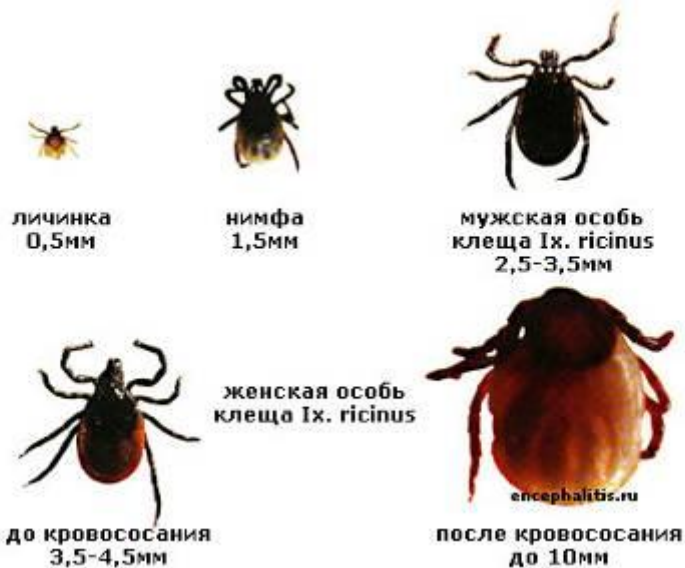 личинка
0,5мм
нимфа
1,5мм
мужская особь
клеща Ix. ricinus
2,5-3,5мм
женская особь
клеща Ix. ricinus
encephalitis.ru
до кровососания
3,5-4,5мм
после кровососания
до 10мм